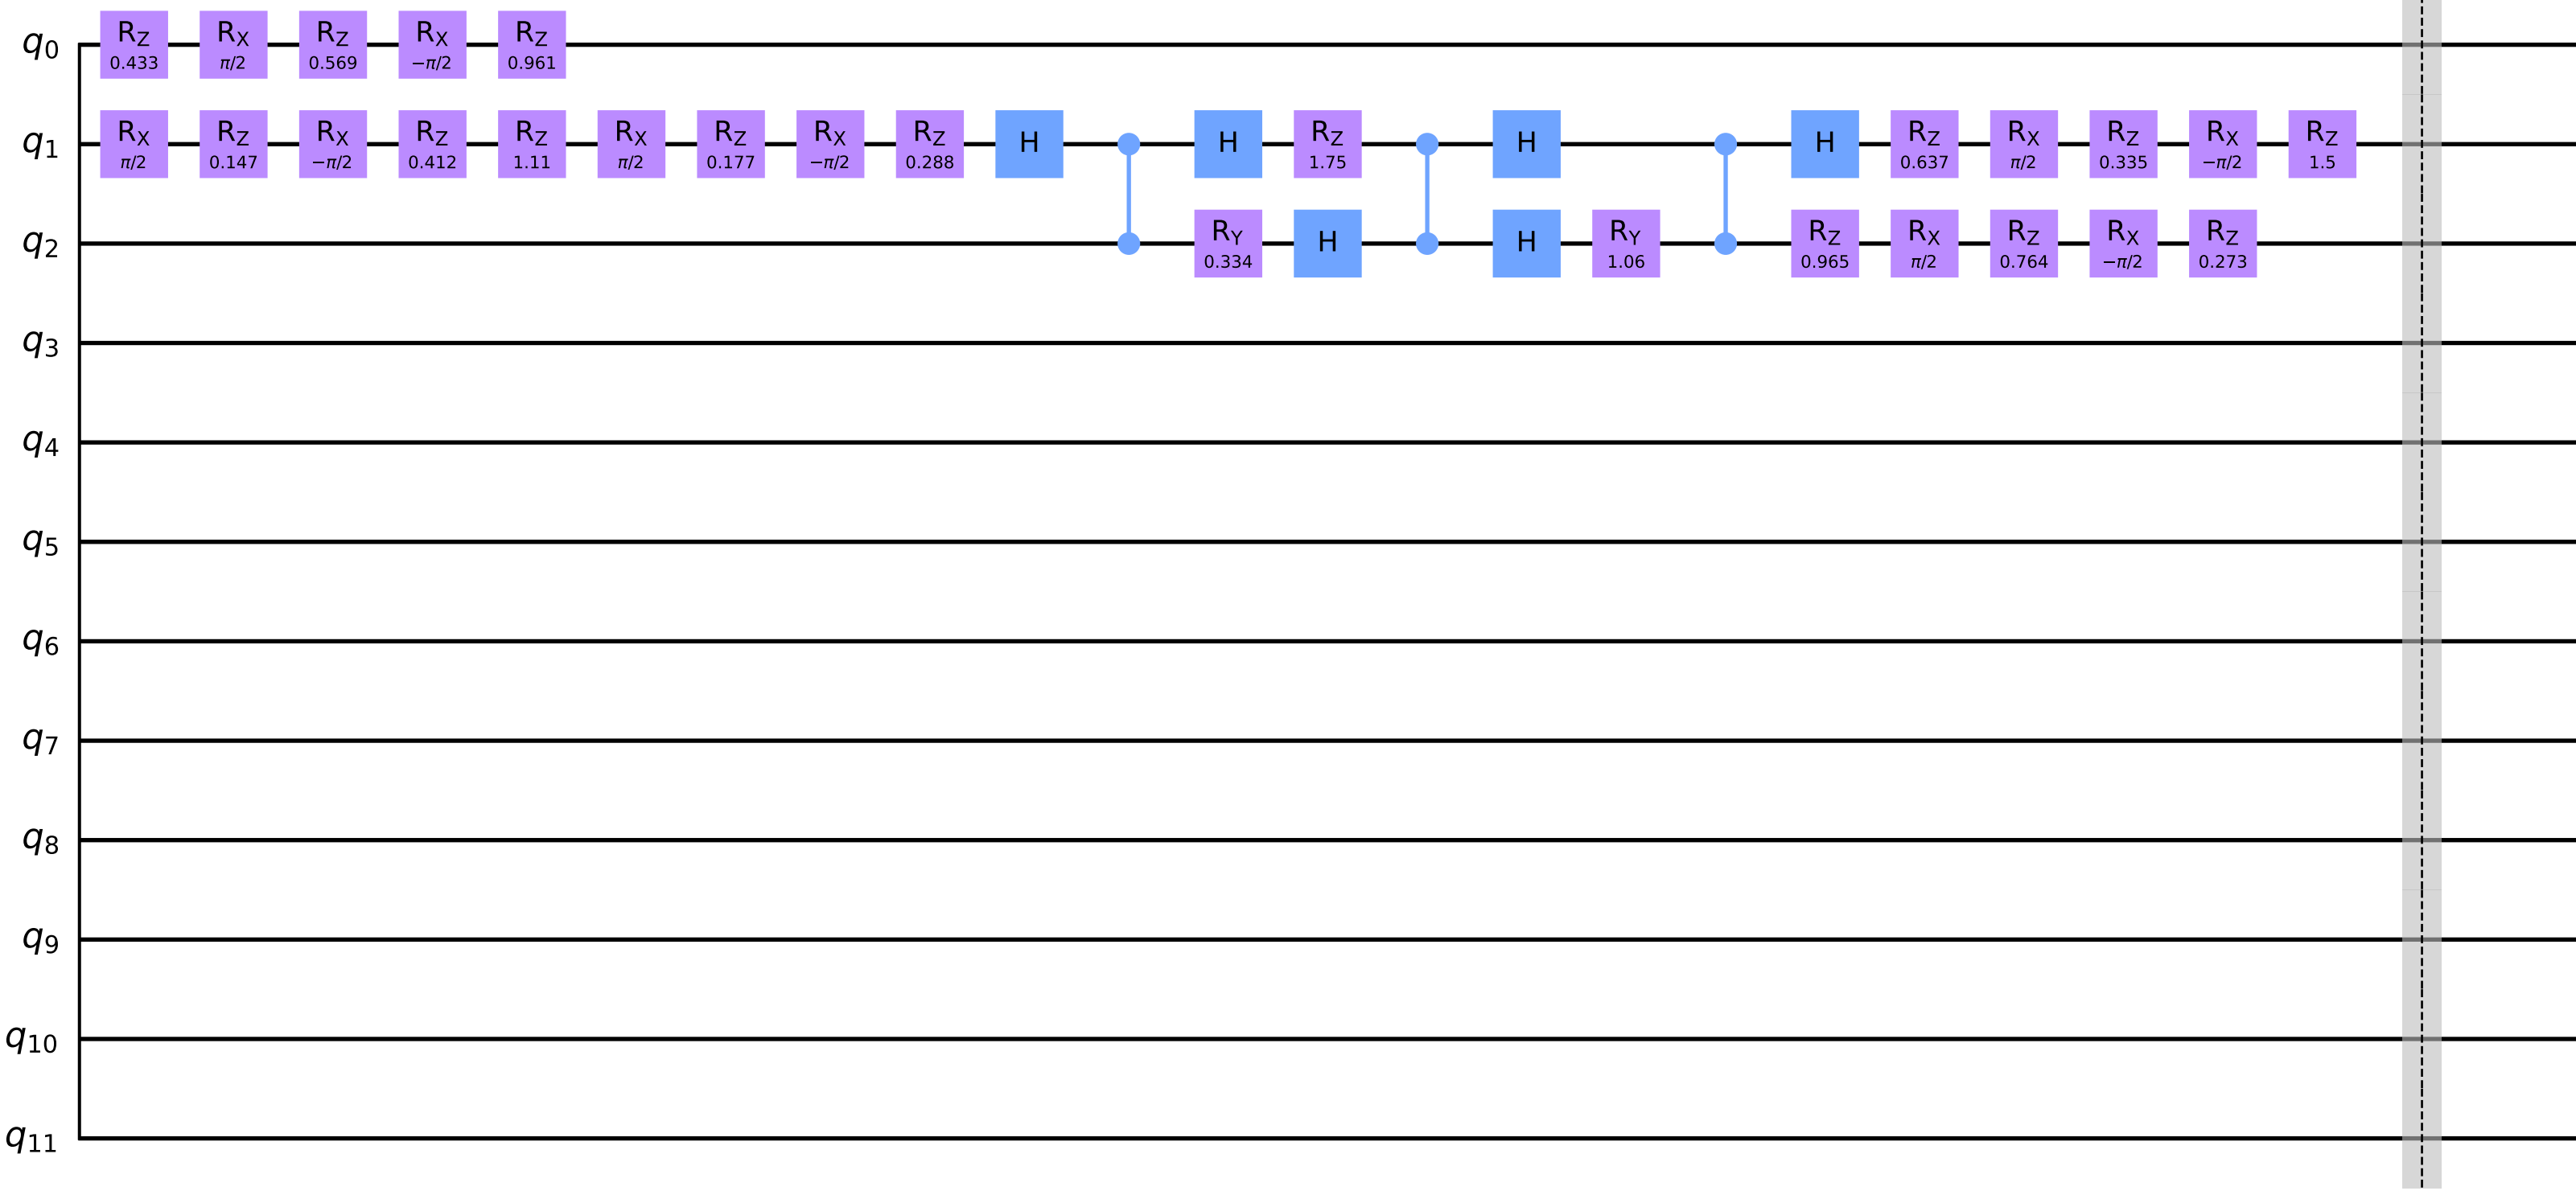 q0 RZ 0.433 RX π/2 RZ 0.569 RX −π/2 RZ 0.961
q1 RX π/2 RZ 0.147 RX −π/2 RZ 0.412 RZ 1.11 RX π/2 RZ 0.177 RX −π/2 RZ 0.288 H H RZ 1.75 H H RZ 0.637 RX π/2 RZ 0.335 RX −π/2 RZ 1.5
q2 RY 0.334 H H RY 1.06 RZ 0.965 RX π/2 RZ 0.764 RX −π/2 RZ 0.273
q3
q4
q5
q6
q7
q8
q9
q10
q11